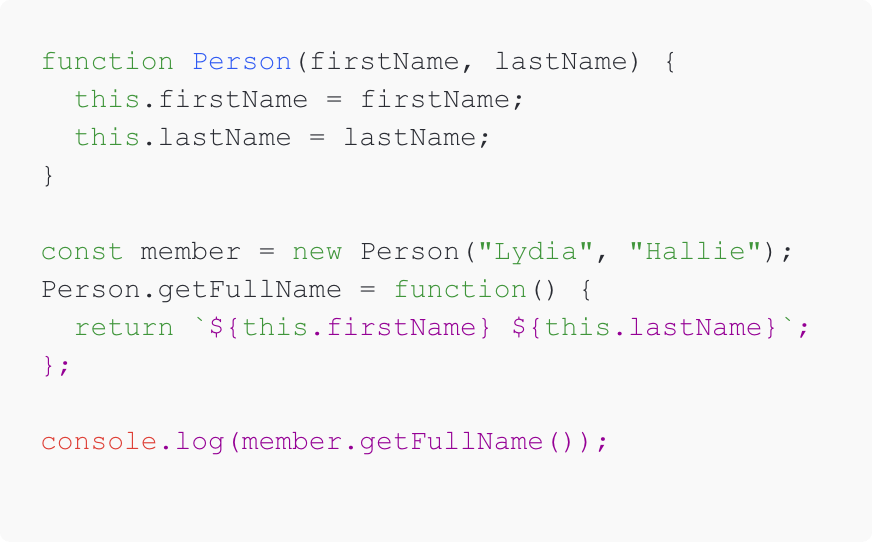 function Person(firstName, lastName) {
  this.firstName = firstName;
  this.lastName = lastName;
}

const member = new Person("Lydia", "Hallie");
Person.getFullName = function() {
  return `${this.firstName} ${this.lastName}`;
};

console.log(member.getFullName());